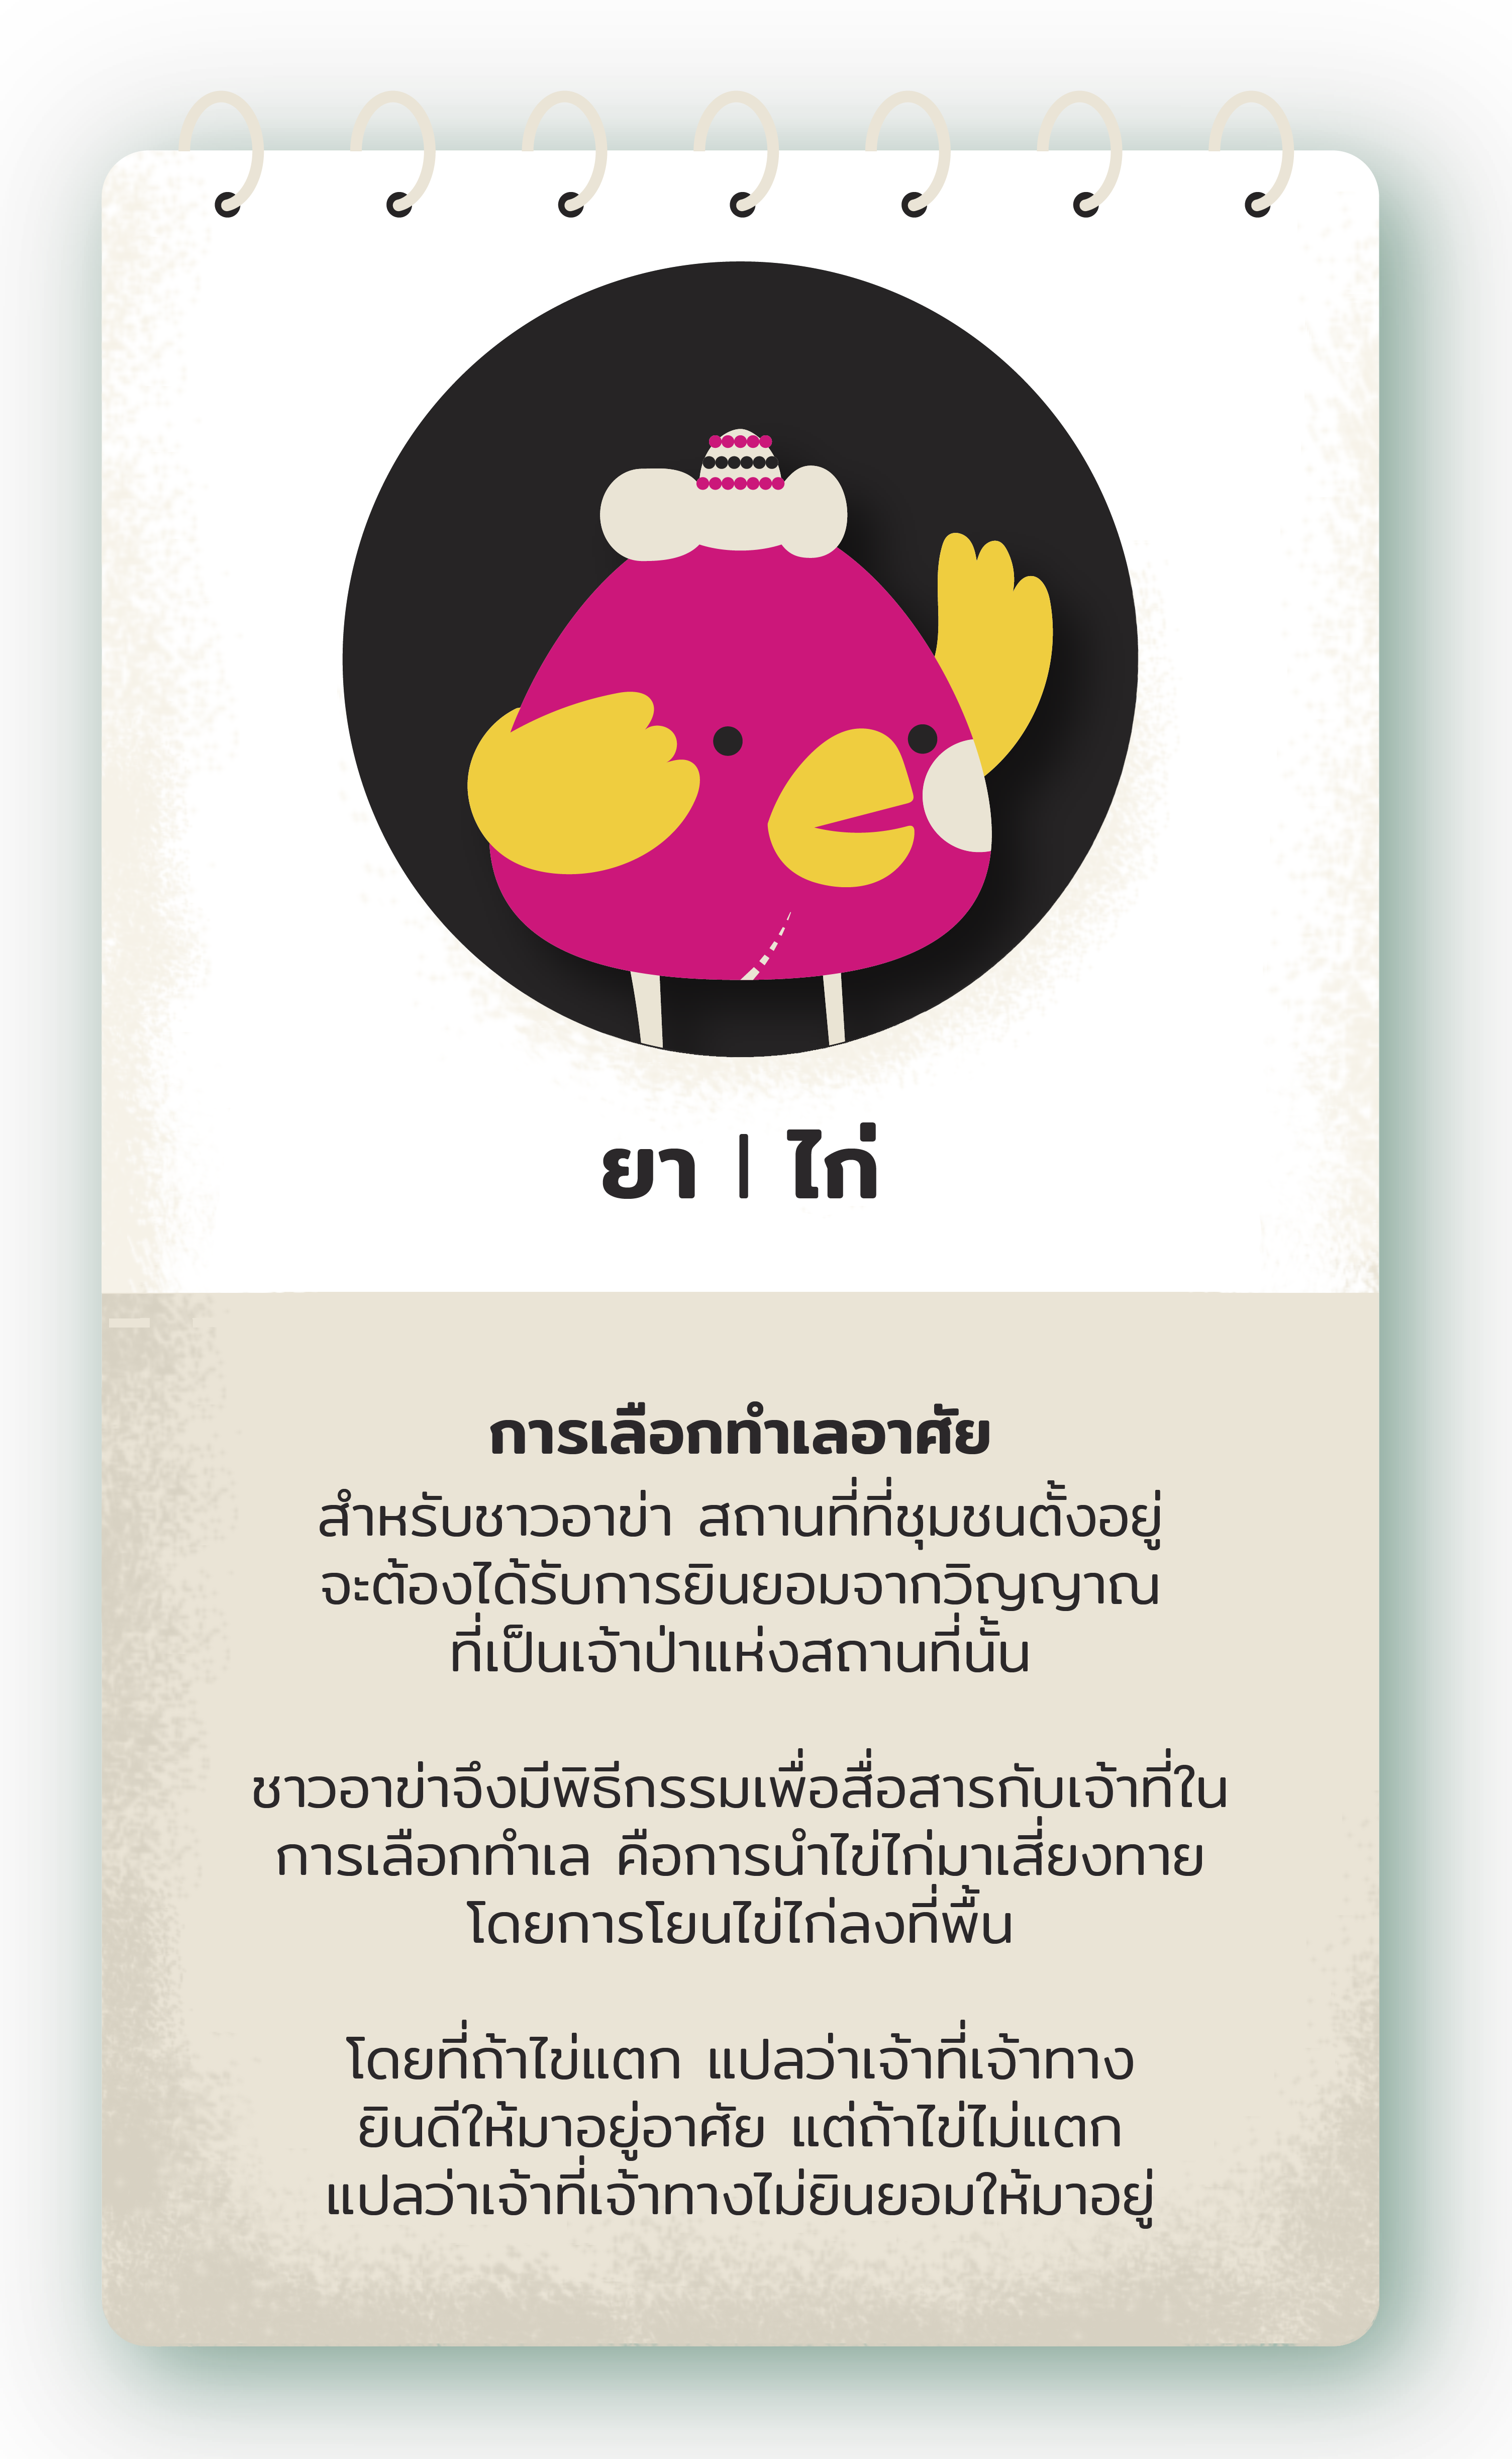 ยา | ไก่
การเลือกทำเลอาศัย
สำหรับชาวอาข่า สถานที่ที่ชุมชนตั้งอยู่
จะต้องได้รับการยินยอมจากวิญญาณ
ที่เป็นเจ้าป่าแห่งสถานที่นั้น
ชาวอาข่าจึงมีพิธีกรรมเพื่อสื่อสารกับเจ้าที่ใน
การเลือกทำเล คือการนำไข่ไก่มาเสี่ยงทาย
โดยการโยนไข่ไก่ลงที่พื้น
โดยที่ถ้าไข่แตก แปลว่าเจ้าที่เจ้าทาง
ยินดีให้มาอยู่อาศัย แต่ถ้าไข่ไม่แตก
แปลว่าเจ้าที่เจ้าทางไม่ยินยอมให้มาอยู่